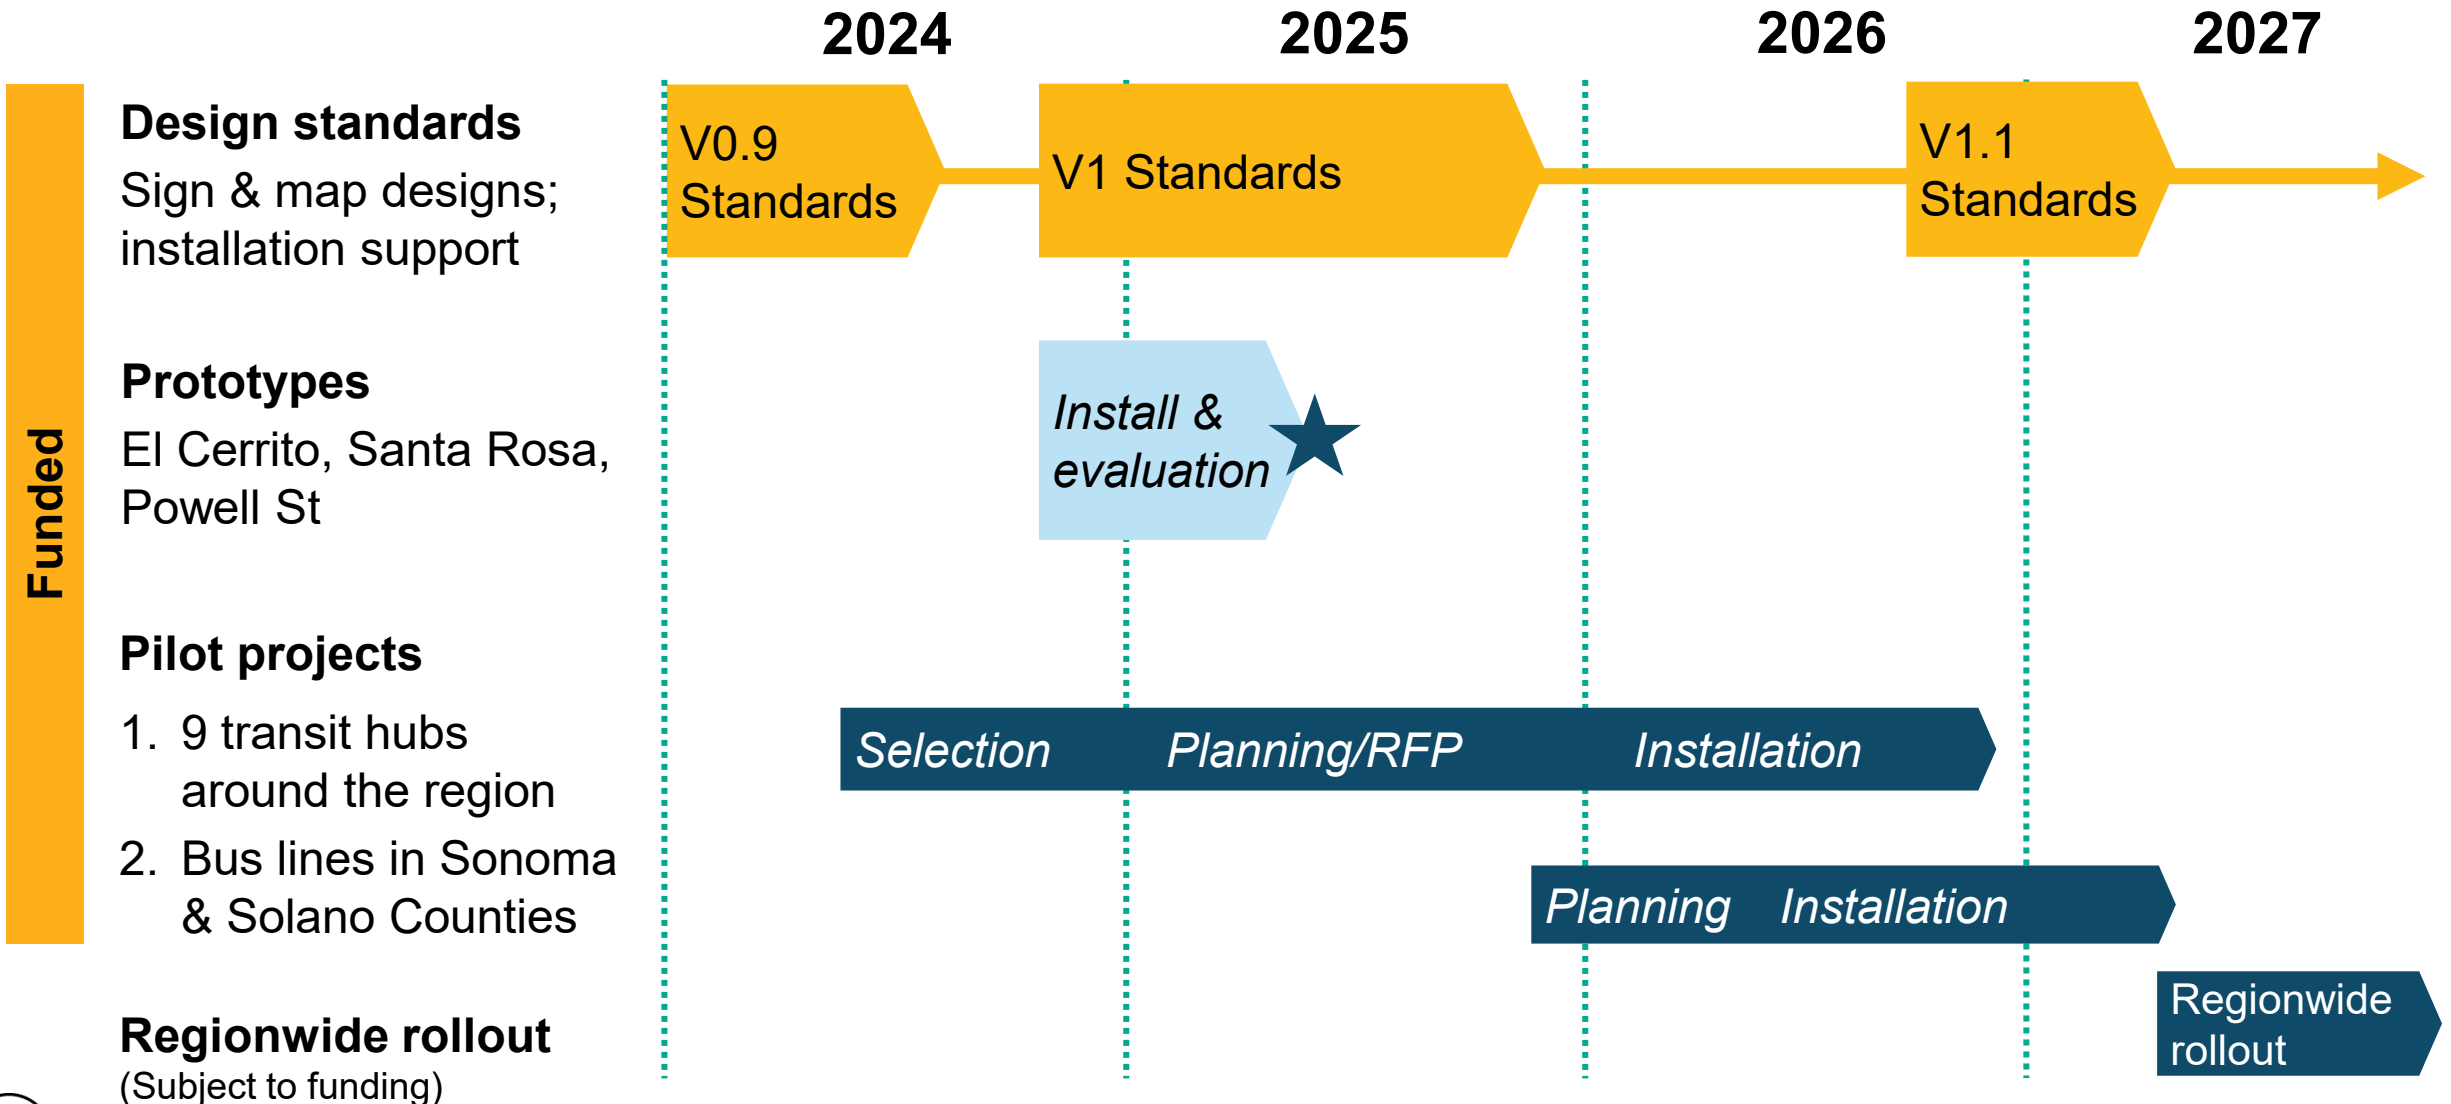 2024 2025 2026 2027
Funded
Design standards
Sign & map designs;
installation support
V0.9
Standards
V1 Standards
V1.1
Standards
Prototypes
El Cerrito, Santa Rosa,
Powell St
Install &
evaluation
Pilot projects
1. 9 transit hubs
around the region
Selection Planning/RFP Installation
2. Bus lines in Sonoma
& Solano Counties
Planning Installation
Regionwide rollout
(Subject to funding)
Regionwide
rollout